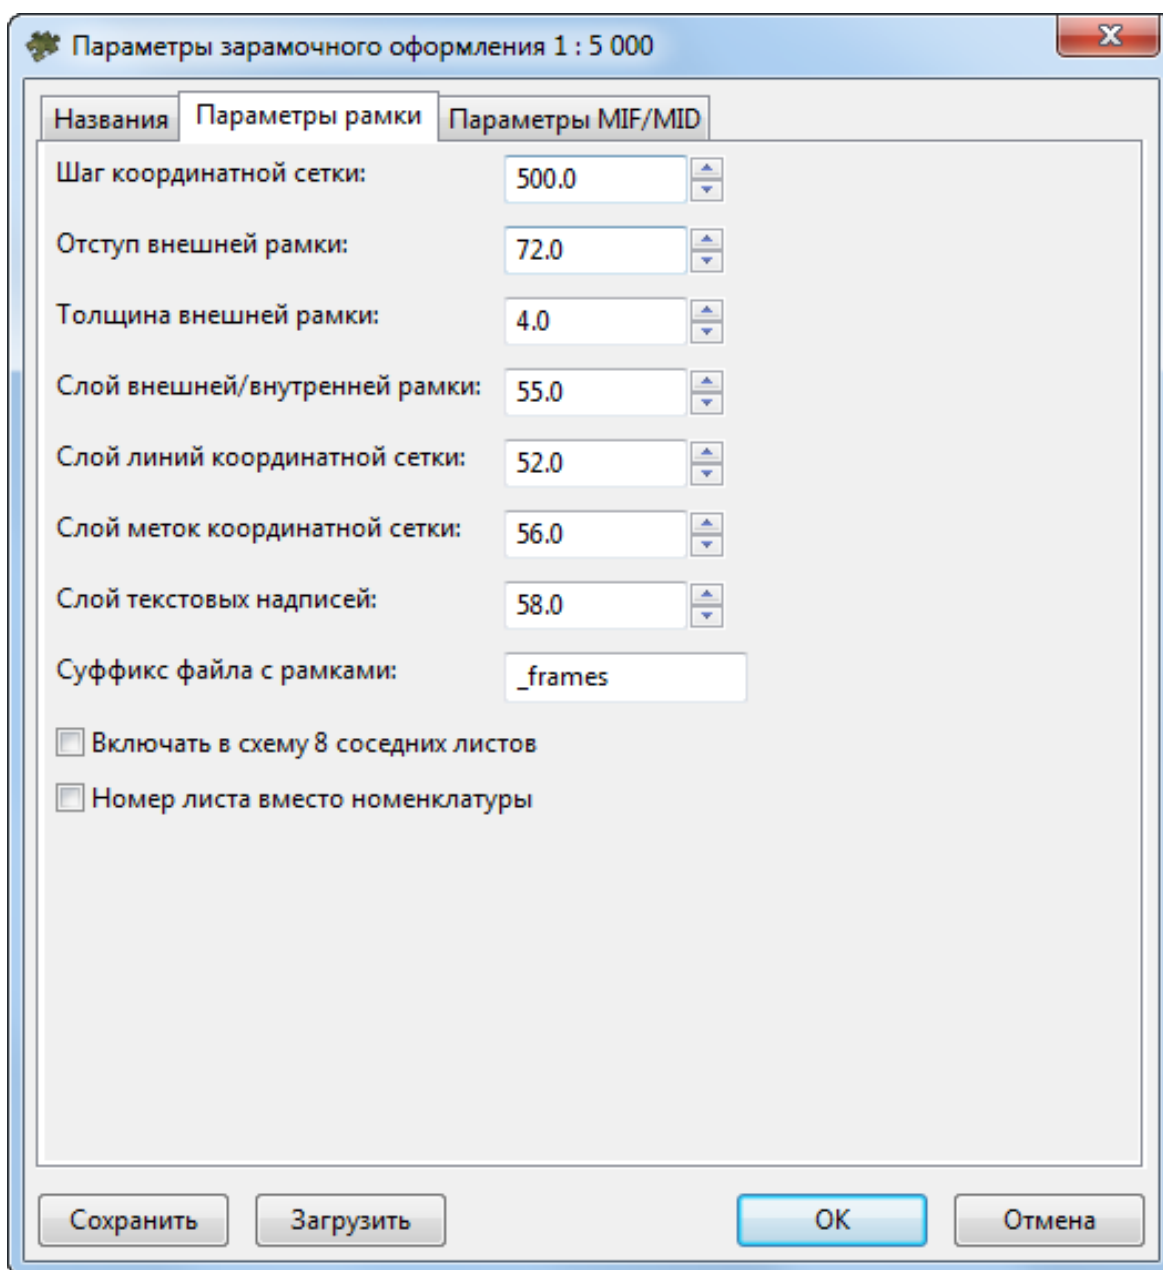 Параметры зарамочного оформления 1 : 5 000
Названия Параметры рамки Параметры MIF/MID
Шаг координатной сетки: 500.0
Отступ внешней рамки: 72.0
Толщина внешней рамки: 4.0
Слой внешней/внутренней рамки: 55.0
Слой линий координатной сетки: 52.0
Слой меток координатной сетки: 56.0
Слой текстовых надписей: 58.0
Суффикс файла с рамками: _frames
Включать в схему 8 соседних листов
Номер листа вместо номенклатуры
Сохранить Загрузить OK Отмена